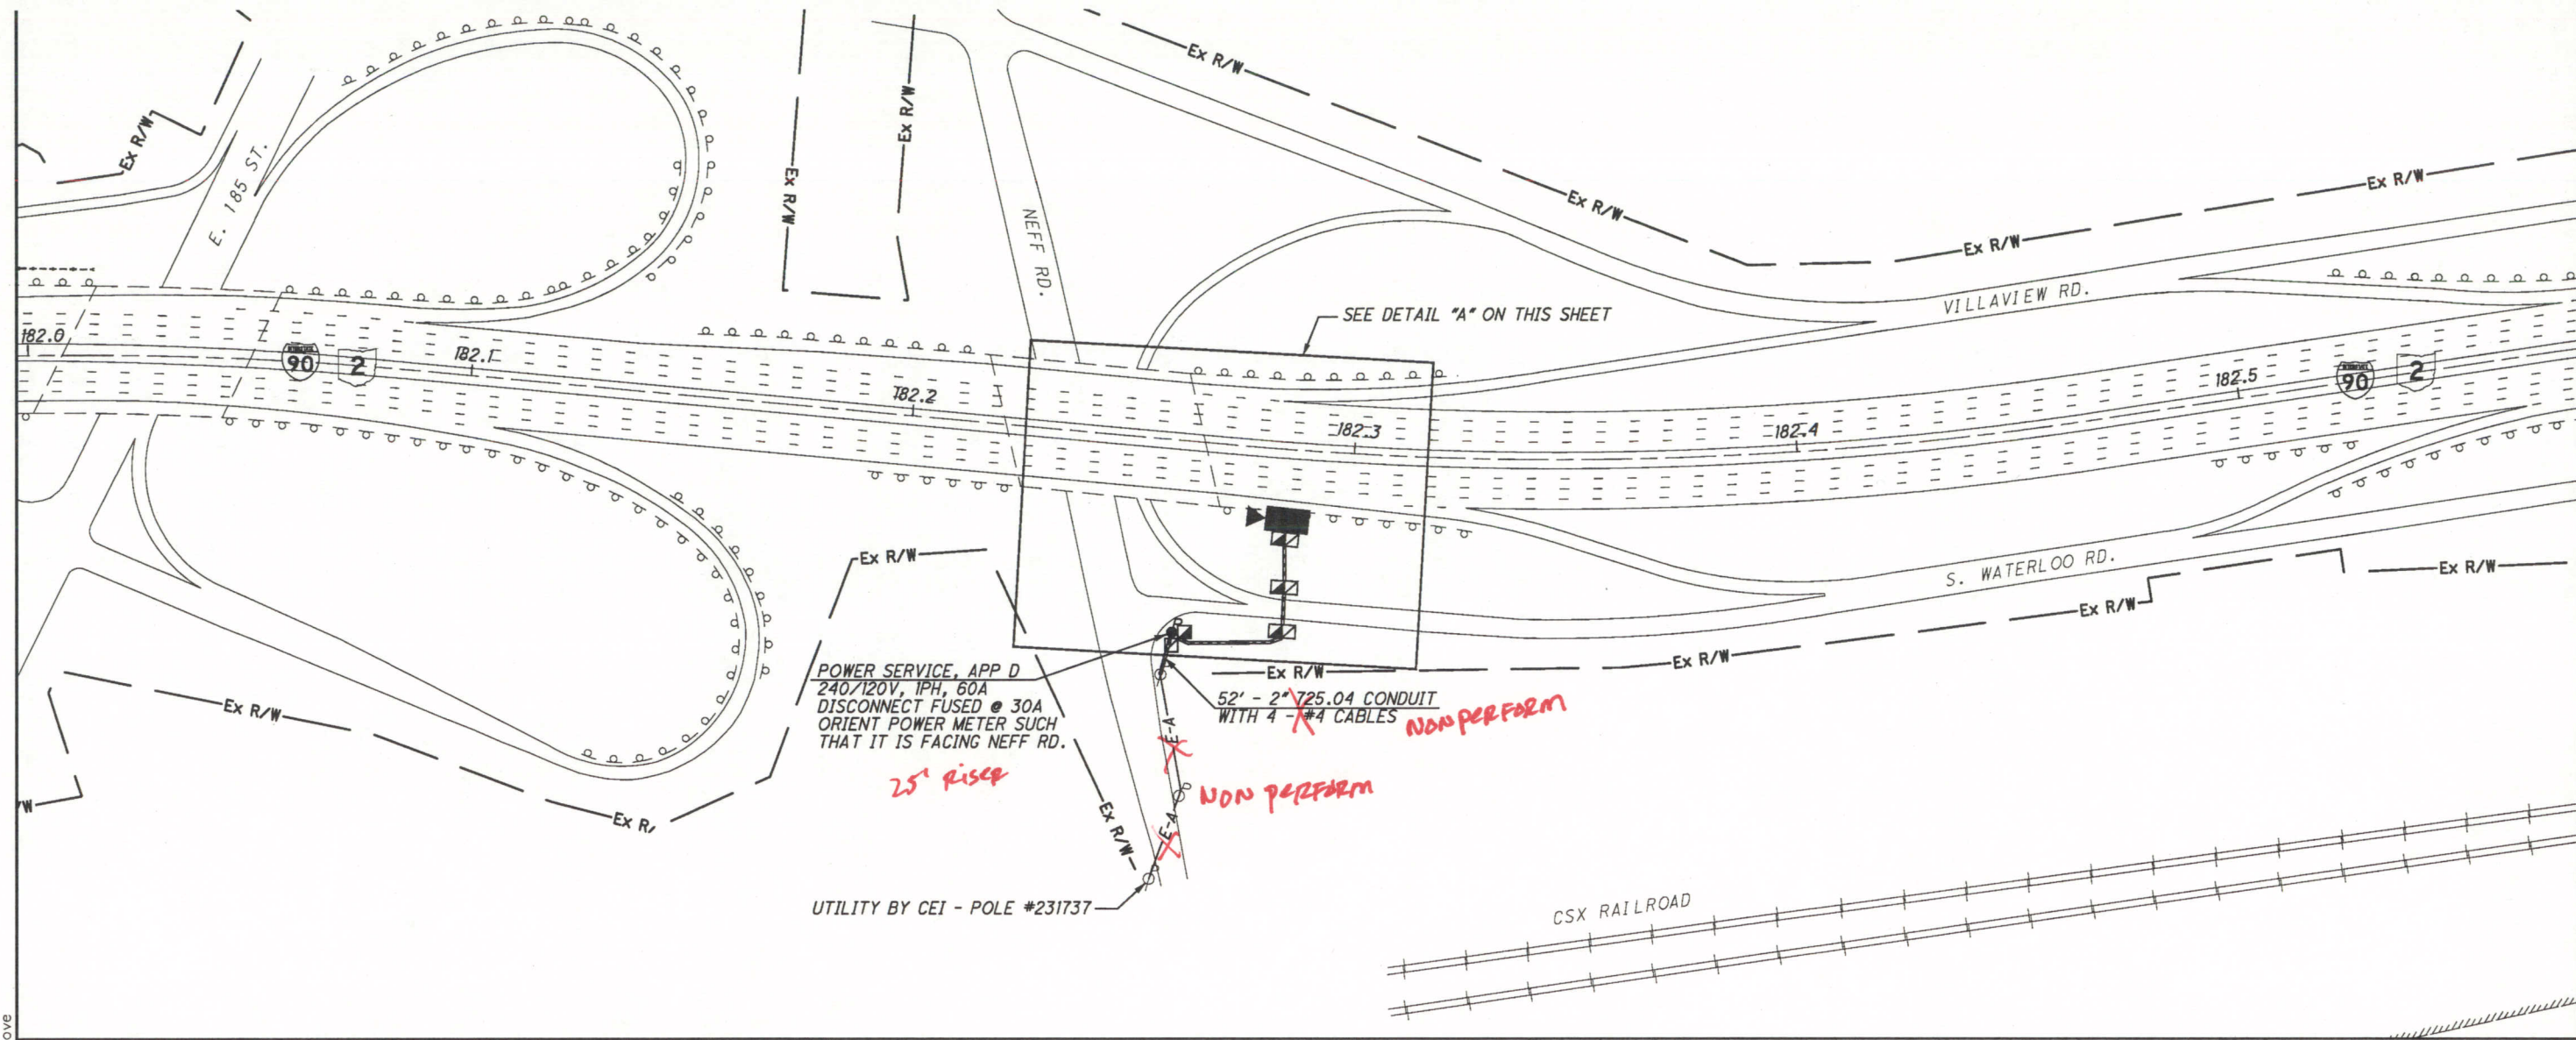 Ex R/W
Ex R/W
Ex R/W
Ex R/W
E. 185 ST.
NEFF RD.
Ex R/W
Ex R/W
Ex R/W
SEE DETAIL "A" ON THIS SHEET
VILLAVIEW RD.
182.0
90
2
182.1
182.2
182.3
182.4
182.5
90
2
Ex R/W
S. WATERLOO RD.
Ex R/W
Ex R/W
Ex R/W
Ex R/W
POWER SERVICE, APP D
240/120V, 1PH, 60A
DISCONNECT FUSED @ 30A
ORIENT POWER METER SUCH
THAT IT IS FACING NEFF RD.
52' - 2" 725.04 CONDUIT
WITH 4 - #4 CABLES
NONPERFORM
25' RiseR
E-A
NON PERFORM
E-A
Ex R/W
Ex R/W
Ex R/
/W
UTILITY BY CEI - POLE #231737
CSX RAILROAD
ove